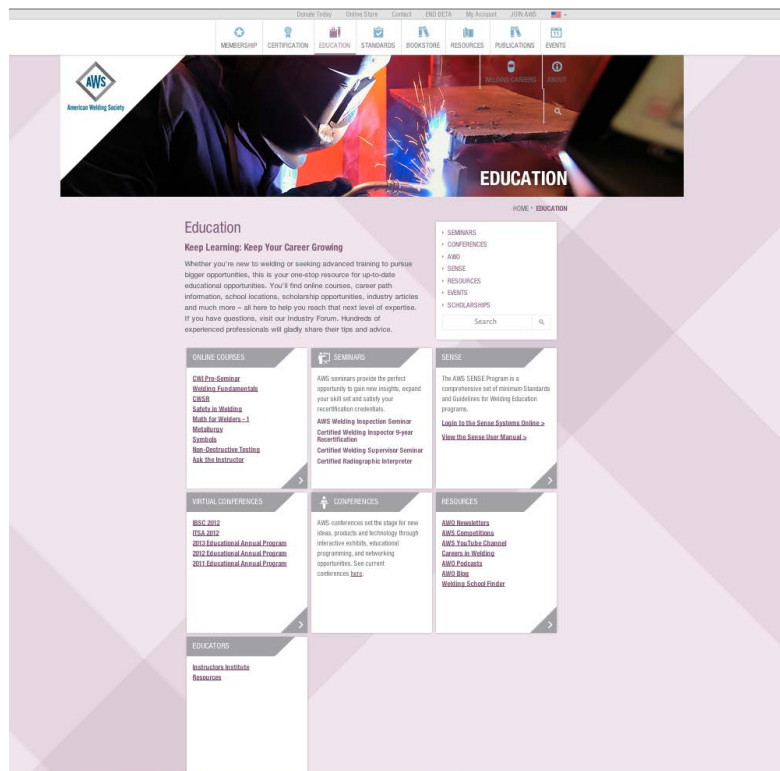 Donate Today Online Store Contact END BETA My Account JOIN AWS
MEMBERSHIP CERTIFICATION EDUCATION STANDARDS BOOKSTORE RESOURCES PUBLICATIONS EVENTS
WELDING CAREERS ABOUT
AWS
American Welding Society
EDUCATION
HOME EDUCATION
Education
Keep Learning: Keep Your Career Growing
Whether you're new to welding or seeking advanced training to pursue
bigger opportunities, this is your one-stop resource for up-to-date
educational opportunities. You'll find online courses, career path
information, school locations, scholarship opportunities, industry articles
and much more – all here to help you reach that next level of expertise.
If you have questions, visit our Industry Forum. Hundreds of
experienced professionals will gladly share their tips and advice.
SEMINARS
CONFERENCES
AWO
SENSE
RESOURCES
EVENTS
SCHOLARSHIPS
Search
ONLINE COURSES
CWI Pre-Seminar
Welding Fundamentals
CWSR
Safety in Welding
Math for Welders - 1
Metallurgy
Symbols
Non-Destructive Testing
Ask the Instructor
SEMINARS
AWS seminars provide the perfect
opportunity to gain new insights, expand
your skill set and satisfy your
recertification credentials.
AWS Welding Inspection Seminar
Certified Welding Inspector 9-year
Recertification
Certified Welding Supervisor Seminar
Certified Radiographic Interpreter
SENSE
The AWS SENSE Program is a
comprehensive set of minimum Standards
and Guidelines for Welding Education
programs.
Login to the Sense Systems Online >
View the Sense User Manual >
VIRTUAL CONFERENCES
IBSC 2012
ITSA 2012
2013 Educational Annual Program
2012 Educational Annual Program
2011 Educational Annual Program
CONFERENCES
AWS conferences set the stage for new
ideas, products and technology through
interactive exhibits, educational
programming, and networking
opportunities. See current
conferences here.
RESOURCES
AWO Newsletters
AWS Competitions
AWS YouTube Channel
Careers in Welding
AWO Podcasts
AWO Blog
Welding School Finder
EDUCATORS
Instructors Institute
Resources